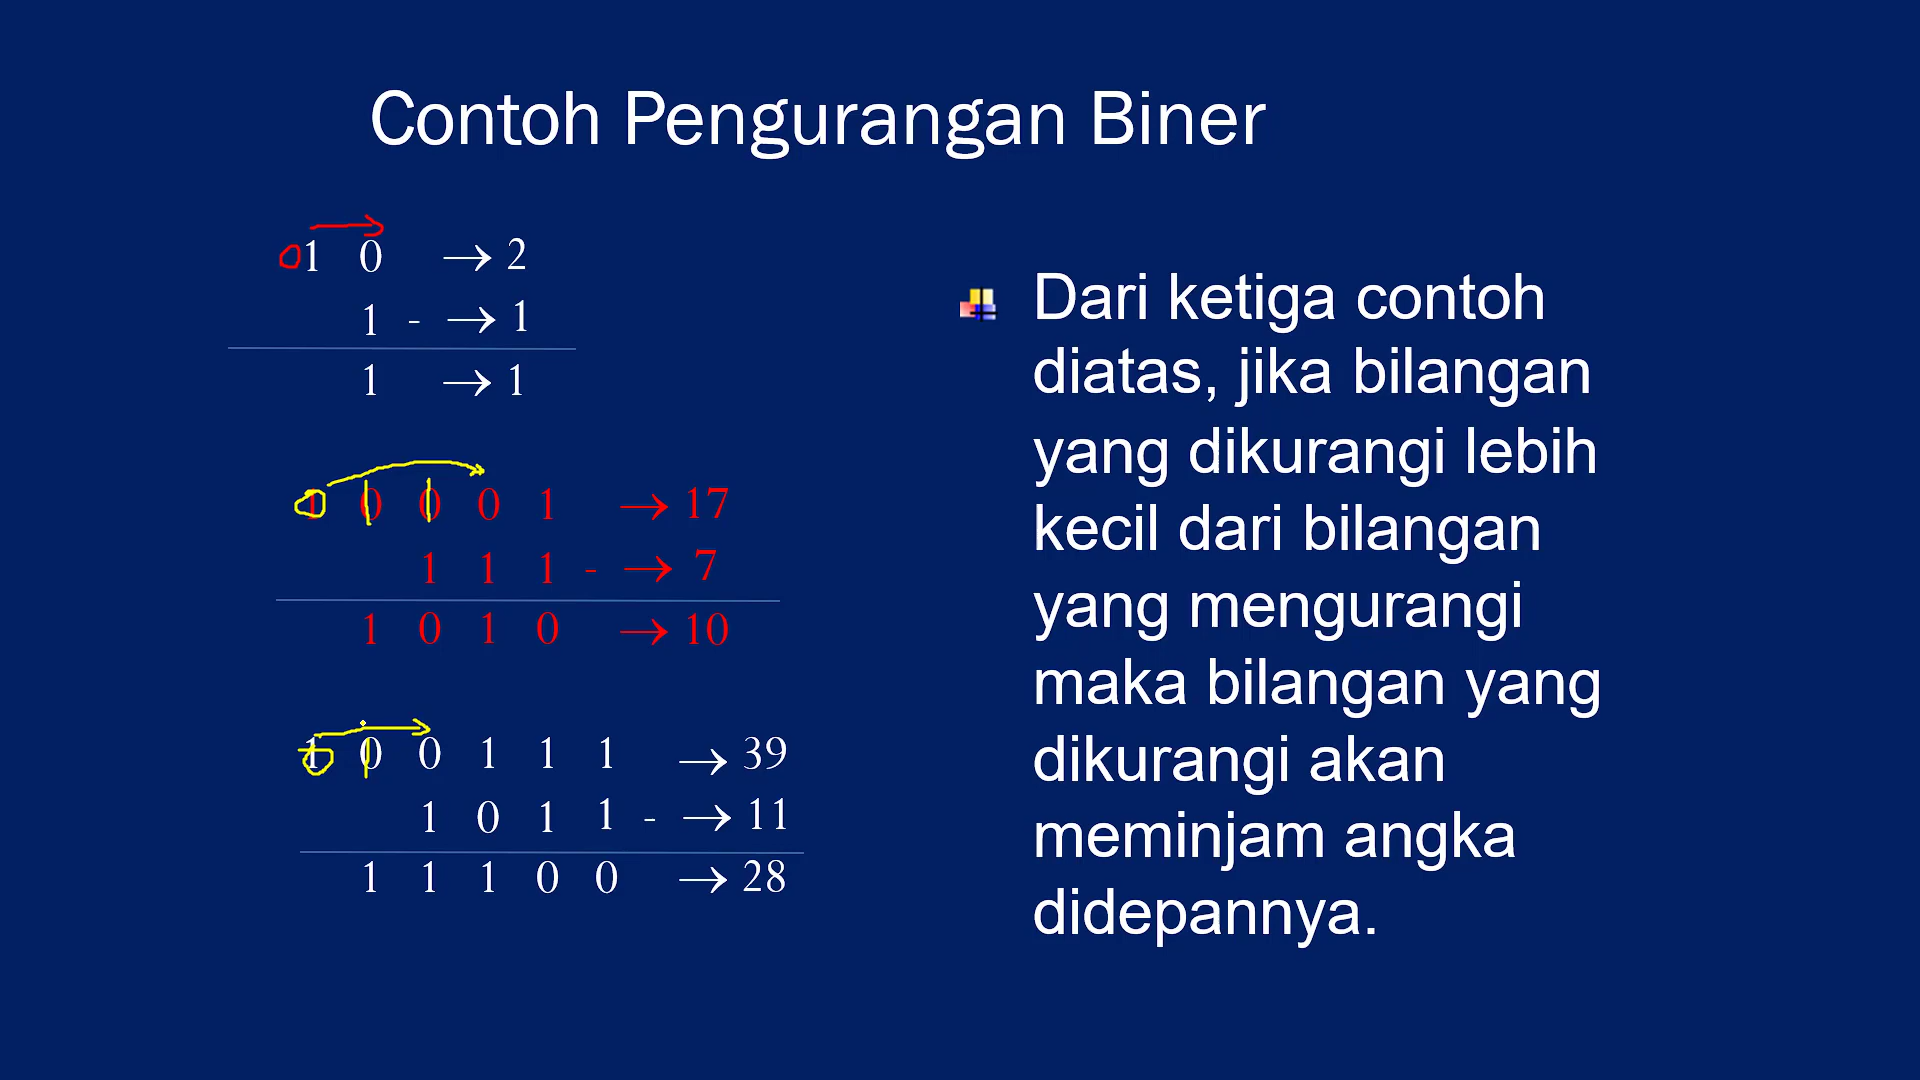 Contoh Pengurangan Biner
0 1 0 → 2
1 - → 1
1 → 1
1 0 0 0 1 → 17
1 1 1 - → 7
1 0 1 0 → 10
1 0 0 1 1 1 → 39
1 0 1 1 - → 11
1 1 1 0 0 → 28
Dari ketiga contoh
diatas, jika bilangan
yang dikurangi lebih
kecil dari bilangan
yang mengurangi
maka bilangan yang
dikurangi akan
meminjam angka
didepannya.